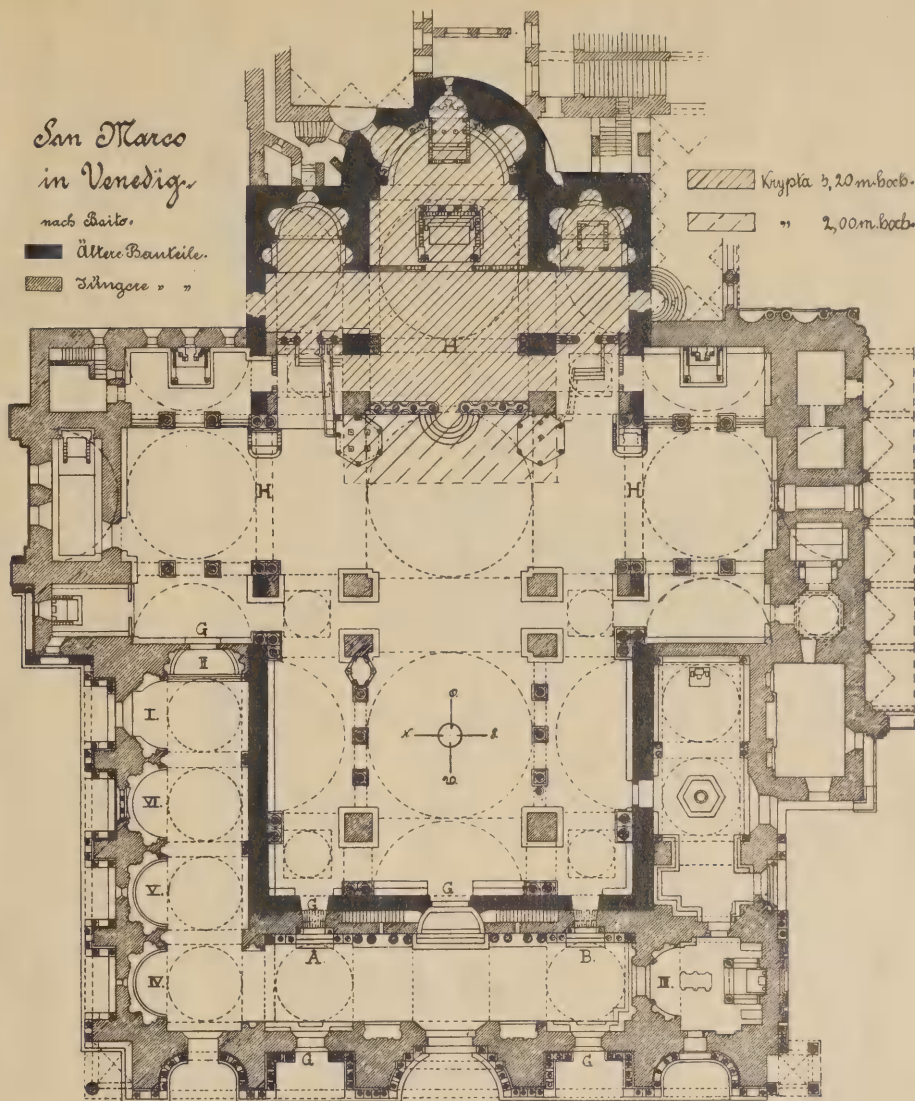 San Marco
in Venedig.
nach Baito.
Ältere Bauteile.
Jüngere " "
Krypta 3,20 m. hoch.
" 2,00 m. hoch.
H
H
H
G
II
I.
VI.
V.
IV.
G
G
A
B.
III.
G
G